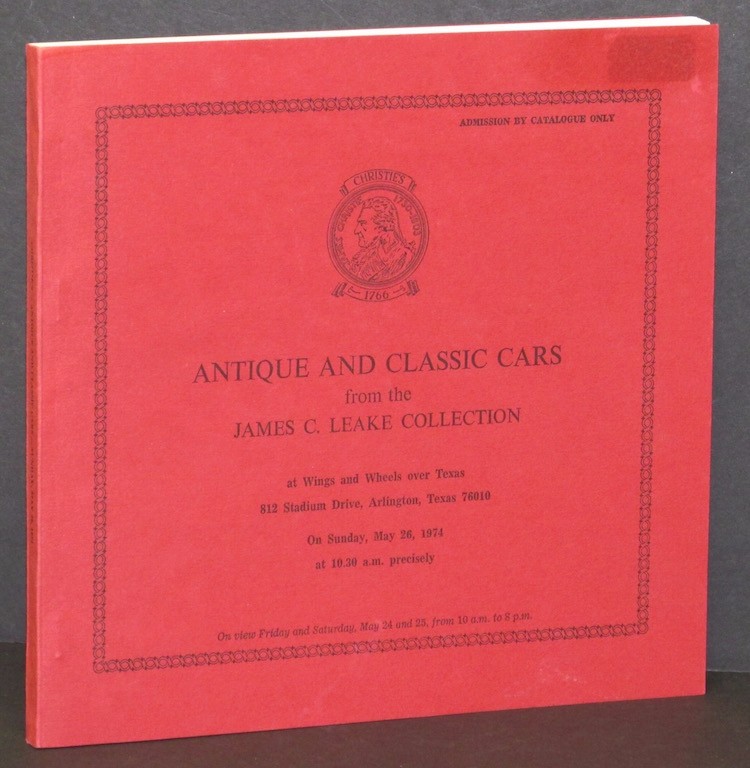 ADMISSION BY CATALOGUE ONLY
CHRISTIE'S
1766
ANTIQUE AND CLASSIC CARS
from the
JAMES C. LEAKE COLLECTION
at Wings and Wheels over Texas
812 Stadium Drive, Arlington, Texas 76010
On Sunday, May 26, 1974
at 10.30 a.m. precisely
On view Friday and Saturday, May 24 and 25, from 10 a.m. to 8 p.m.